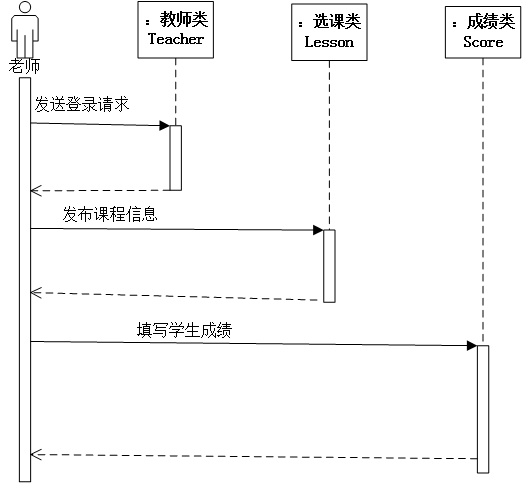 ：教师类
Teacher
：选课类
Lesson
：成绩类
Score
老师
发送登录请求
发布课程信息
填写学生成绩